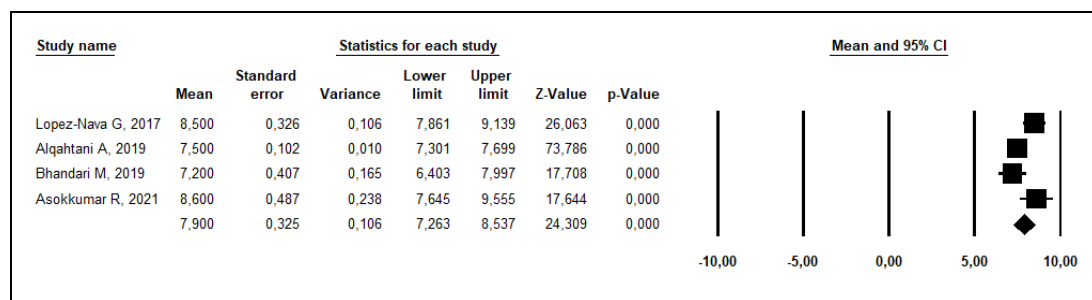 Study name Statistics for each study Mean and 95% CI
Standard Lower Upper
Mean error Variance limit limit Z-Value p-Value
Lopez-Nava G, 2017 8,500 0,326 0,106 7,861 9,139 26,063 0,000
Alqahtani A, 2019 7,500 0,102 0,010 7,301 7,699 73,786 0,000
Bhandari M, 2019 7,200 0,407 0,165 6,403 7,997 17,708 0,000
Asokkumar R, 2021 8,600 0,487 0,238 7,645 9,555 17,644 0,000
7,900 0,325 0,106 7,263 8,537 24,309 0,000
-10,00 -5,00 0,00 5,00 10,00